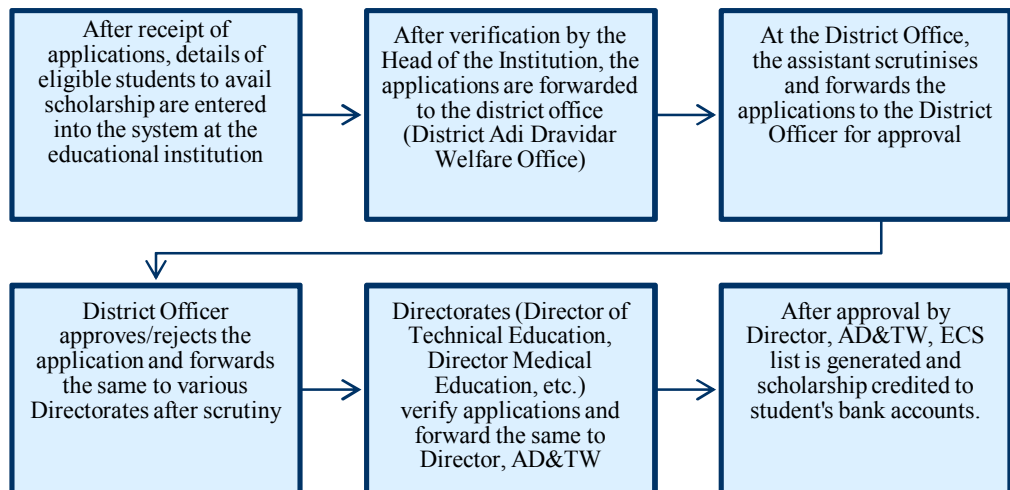 After receipt of
applications, details of
eligible students to avail
scholarship are entered
into the system at the
educational institution
After verification by the
Head of the Institution, the
applications are forwarded
to the district office
(District Adi Dravidar
Welfare Office)
At the District Office,
the assistant scrutinises
and forwards the
applications to the District
Officer for approval
District Officer
approves/rejects the
application and forwards
the same to various
Directorates after scrutiny
Directorates (Director of
Technical Education,
Director Medical
Education, etc.)
verify applications and
forward the same to
Director, AD&TW
After approval by
Director, AD&TW, ECS
list is generated and
scholarship credited to
student's bank accounts.